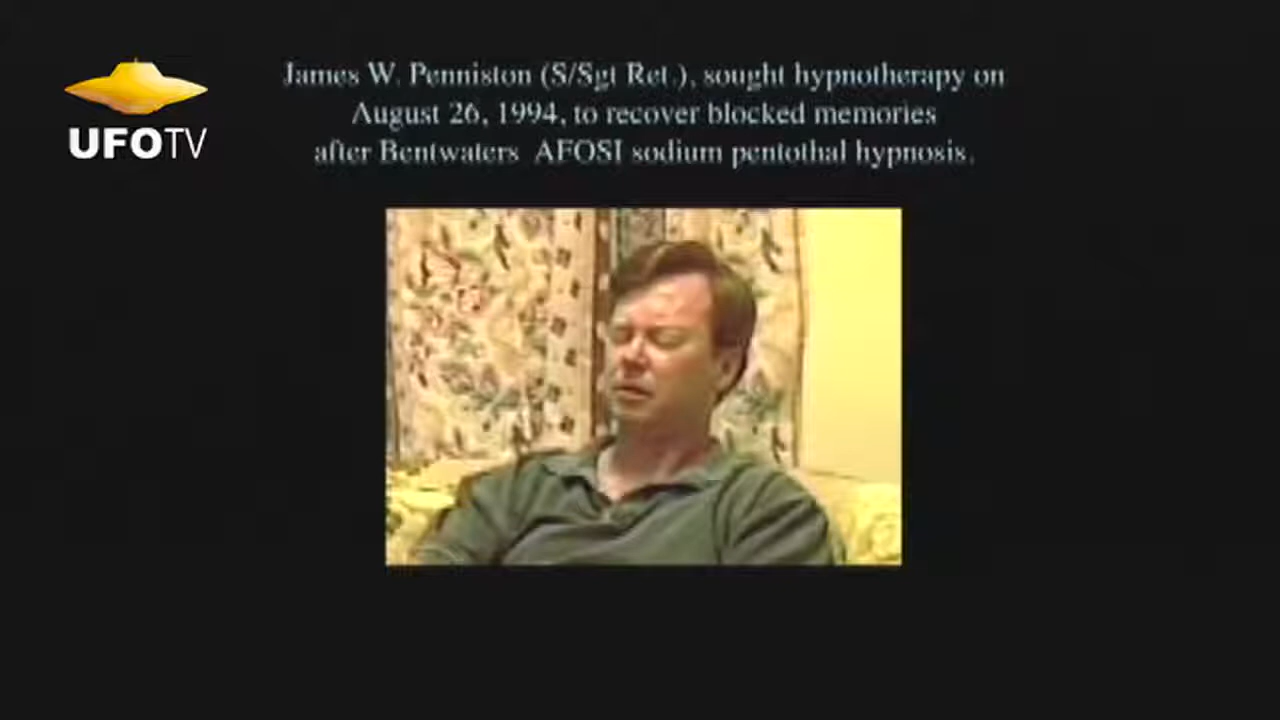 James W. Penniston (S/Sgt Ret.), sought hypnotherapy on
August 26, 1994, to recover blocked memories
after Bentwaters AFOSI sodium pentothal hypnosis.
UFOTV